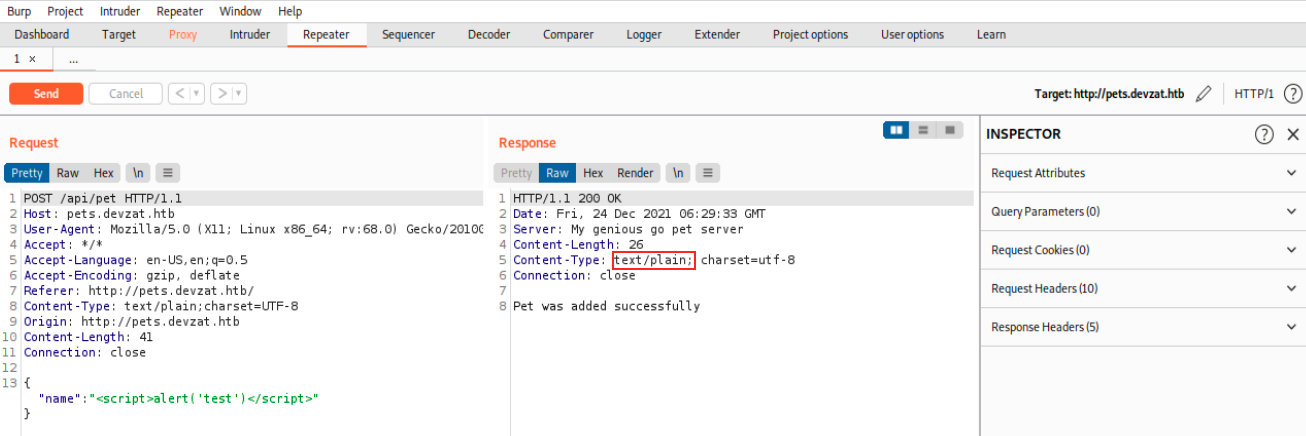 Burp Project Intruder Repeater Window Help
Dashboard Target Proxy Intruder Repeater Sequencer Decoder Comparer Logger Extender Project options User options Learn
1 × ...
Send Cancel < > Target: http://pets.devzat.htb HTTP/1 ?
Request
Pretty Raw Hex \n
1 POST /api/pet HTTP/1.1
2 Host: pets.devzat.htb
3 User-Agent: Mozilla/5.0 (X11; Linux x86_64; rv:68.0) Gecko/20100
4 Accept: */*
5 Accept-Language: en-US,en;q=0.5
6 Accept-Encoding: gzip, deflate
7 Referer: http://pets.devzat.htb/
8 Content-Type: text/plain;charset=UTF-8
9 Origin: http://pets.devzat.htb
10 Content-Length: 41
11 Connection: close
12
13 {
"name":"<script>alert('test')</script>"
}
Response
Pretty Raw Hex Render \n
1 HTTP/1.1 200 OK
2 Date: Fri, 24 Dec 2021 06:29:33 GMT
3 Server: My genious go pet server
4 Content-Length: 26
5 Content-Type: text/plain; charset=utf-8
6 Connection: close
7
8 Pet was added successfully
INSPECTOR ? ×
Request Attributes
Query Parameters (0)
Request Cookies (0)
Request Headers (10)
Response Headers (5)